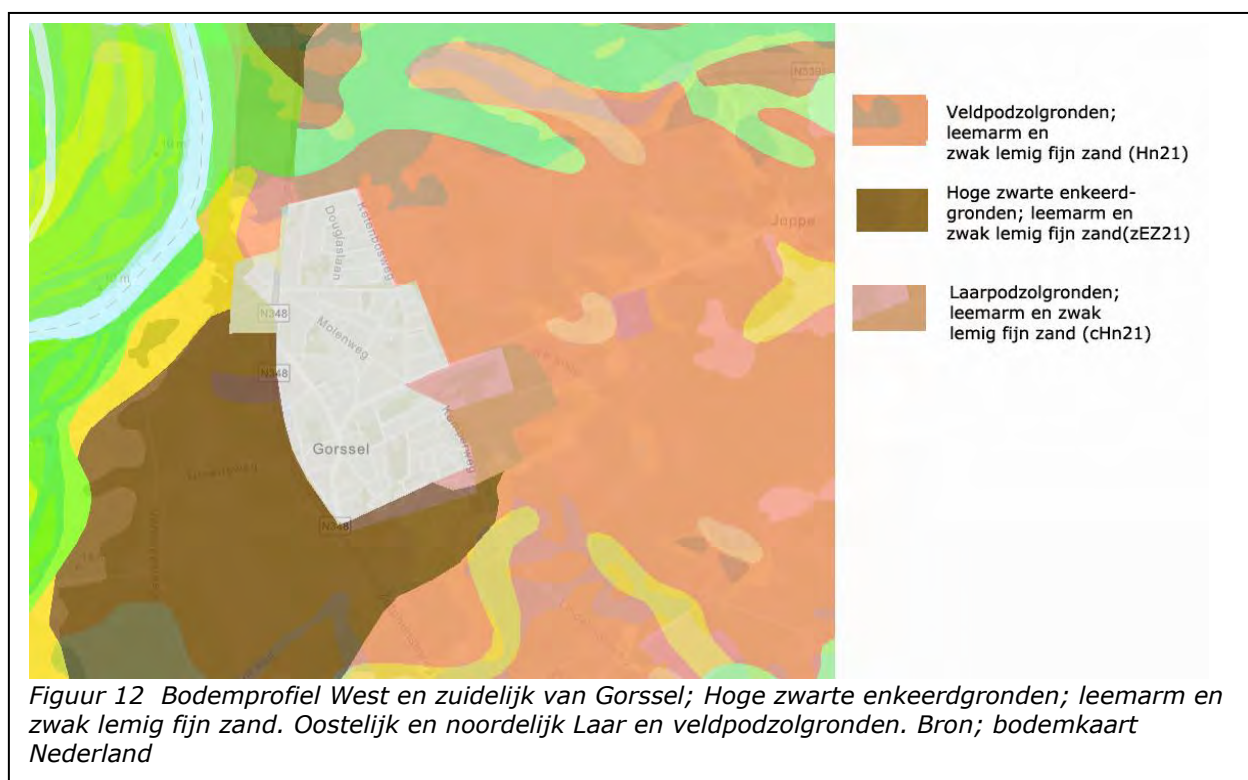 N339
Veldpodzolgronden;
leemarm en
zwak lemig fijn zand (Hn21)
10 m
Hoge zwarte enkeerd-
gronden; leemarm en
zwak lemig fijn zand(zEZ21)
Douglaslaan
Joppe
N348
Molenweg
Laarpodzolgronden;
leemarm en zwak
lemig fijn zand (cHn21)
N348
Gorssel
N348
Figuur 12 Bodemprofiel West en zuidelijk van Gorssel; Hoge zwarte enkeerdgronden; leemarm en
zwak lemig fijn zand. Oostelijk en noordelijk Laar en veldpodzolgronden. Bron; bodemkaart
Nederland